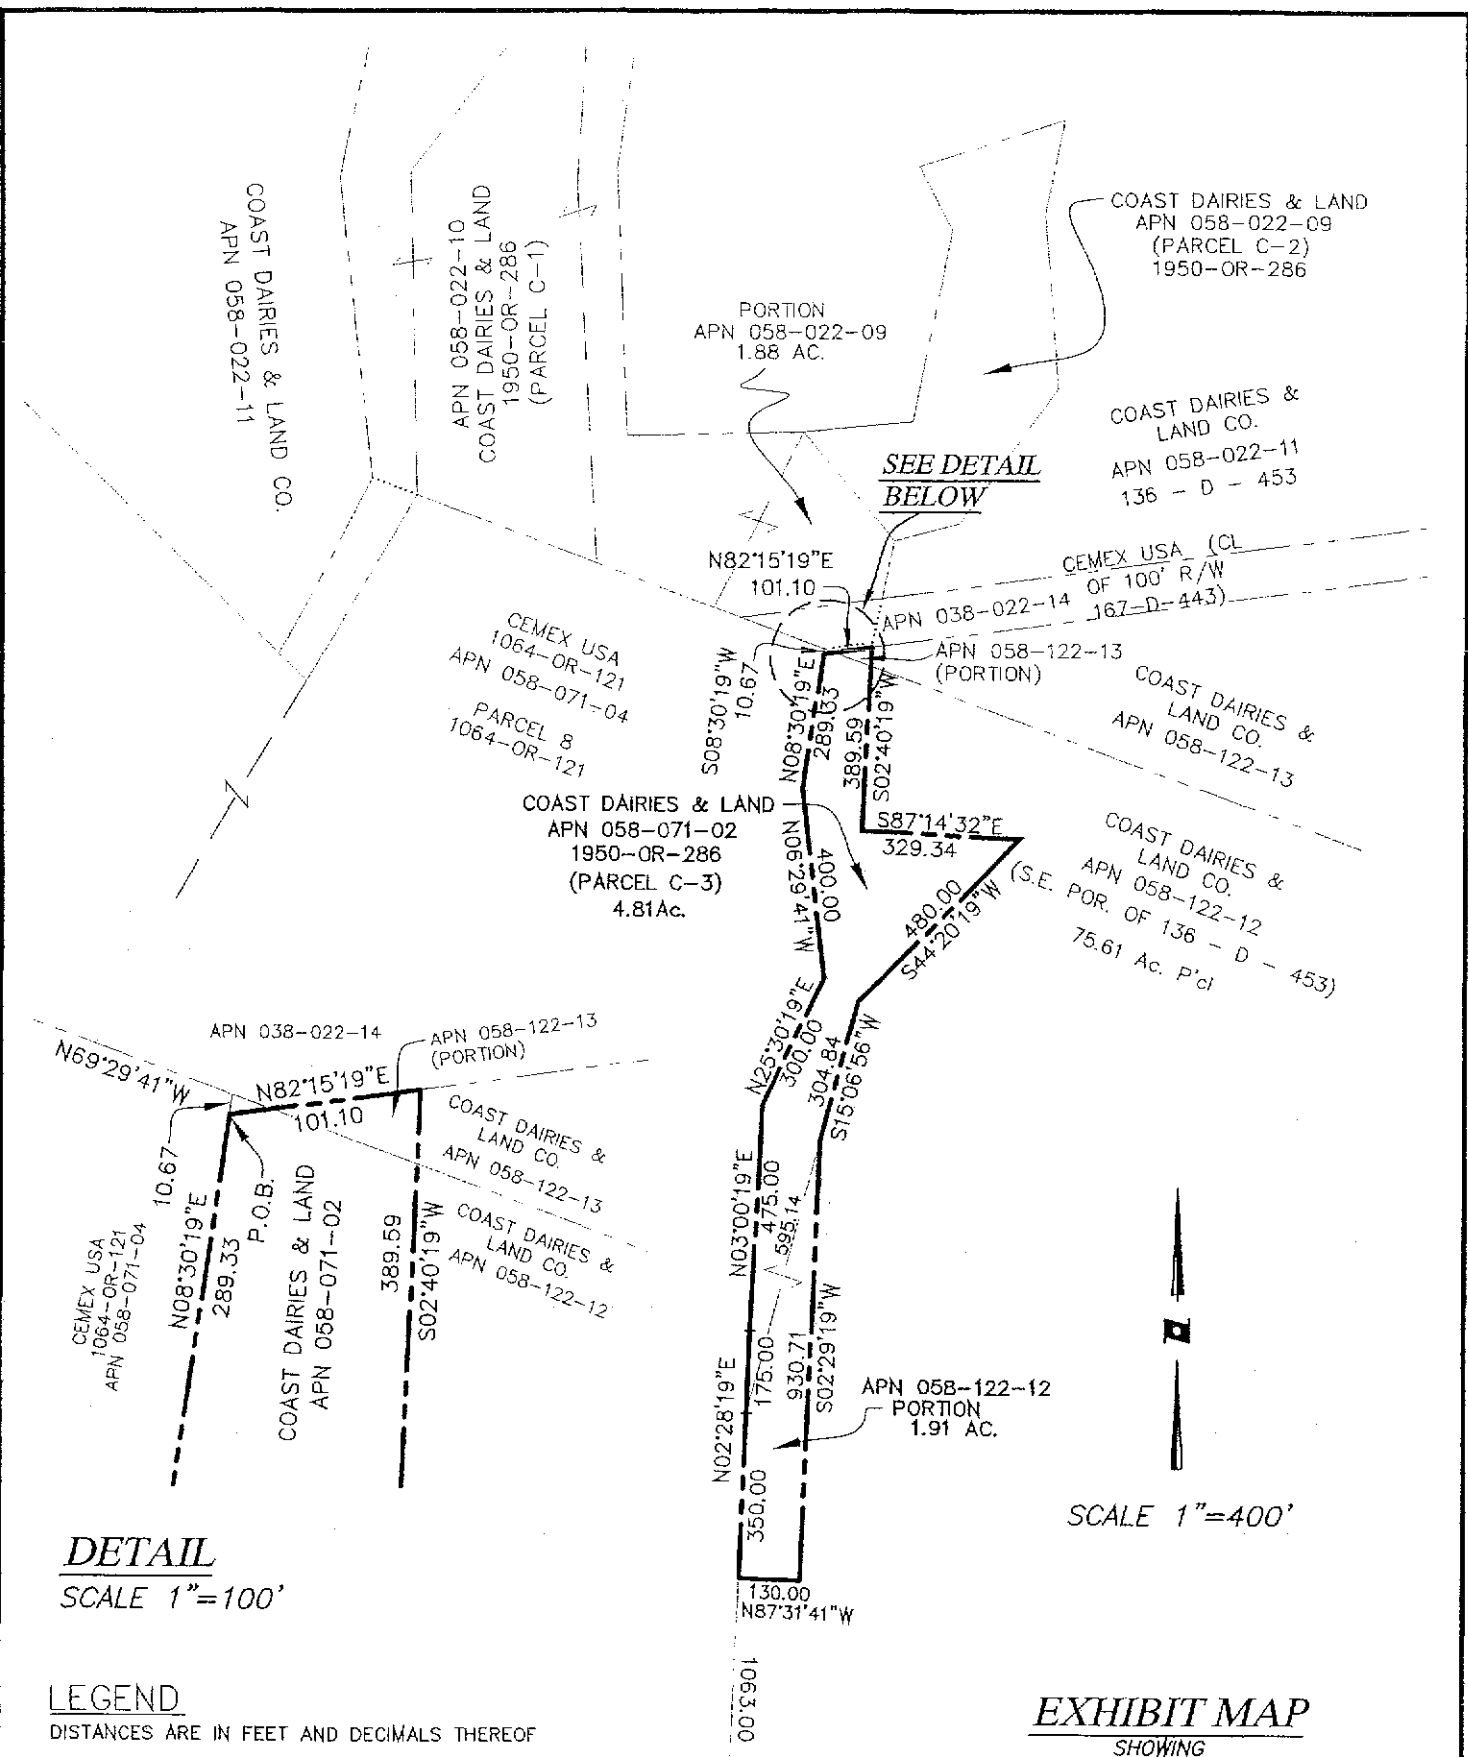 COAST DAIRIES & LAND CO.
APN 058-022-11
APN 058-022-10
COAST DAIRIES & LAND
1950-OR-286
(PARCEL C-1)
COAST DAIRIES & LAND
APN 058-022-09
(PARCEL C-2)
1950-OR-286
PORTION
APN 058-022-09
1.88 AC.
COAST DAIRIES &
LAND CO.
APN 058-022-11
136 - D - 453
SEE DETAIL
BELOW
N82°15'19"E
101.10
CEMEX USA (CL
OF 100' R/W
167-D-443)
APN 038-022-14
APN 058-122-13
(PORTION)
CEMEX USA
1064-OR-121
APN 058-071-04
PARCEL 8
1064-OR-121
S08°30'19"W
10.67
N08°30'19"E
289.33
389.59
S02°40'19"W
COAST DAIRIES &
LAND CO.
APN 058-122-13
COAST DAIRIES & LAND
APN 058-071-02
1950-OR-286
(PARCEL C-3)
4.81Ac.
N06°29'41"W
400.00
S87°14'32"E
329.34
480.00
S44°20'19"W
COAST DAIRIES &
LAND CO.
APN 058-122-12
(S.E. POR. OF 136 - D - 453)
75.61 Ac. P'cl
N25°30'19"E
300.00
304.84
S15°06'56"W
N03°00'19"E
475.00
595.14
N02°28'19"E
175.00
930.71
S02°29'19"W
350.00
APN 058-122-12
PORTION
1.91 AC.
130.00
N87°31'41"W
1063.00
SCALE 1"=400'
APN 038-022-14
APN 058-122-13
(PORTION)
N69°29'41"W
N82°15'19"E
101.10
10.67
P.O.B.
COAST DAIRIES &
LAND CO.
APN 058-122-13
COAST DAIRIES &
LAND CO.
APN 058-122-12
CEMEX USA
1064-OR-121
APN 058-071-04
N08°30'19"E
289.33
COAST DAIRIES & LAND
APN 058-071-02
389.59
S02°40'19"W
DETAIL
SCALE 1"=100'
LEGEND
DISTANCES ARE IN FEET AND DECIMALS THEREOF
EXHIBIT MAP
SHOWING